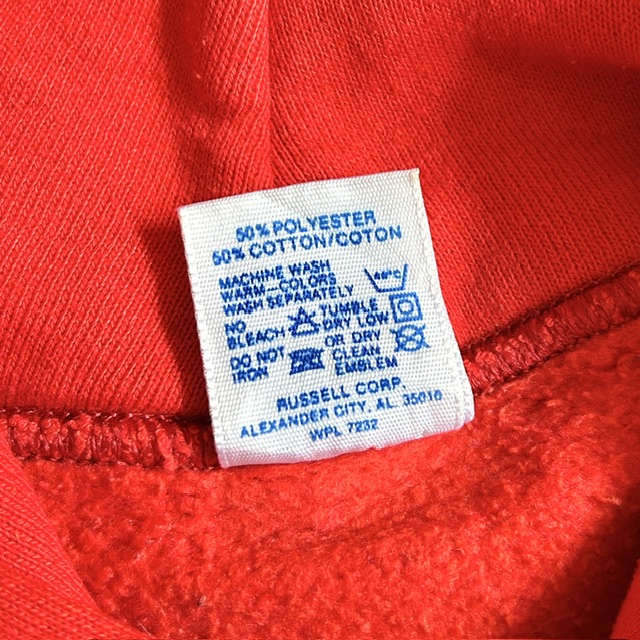 50% POLYESTER
50% COTTON/COTON
MACHINE WASH
WARM—COLORS
WASH SEPARATELY
NO BLEACH
TUMBLE DRY LOW
DO NOT IRON
OR DRY CLEAN EMBLEM
RUSSELL CORP.
ALEXANDER CITY, AL. 35010
WPL 7232